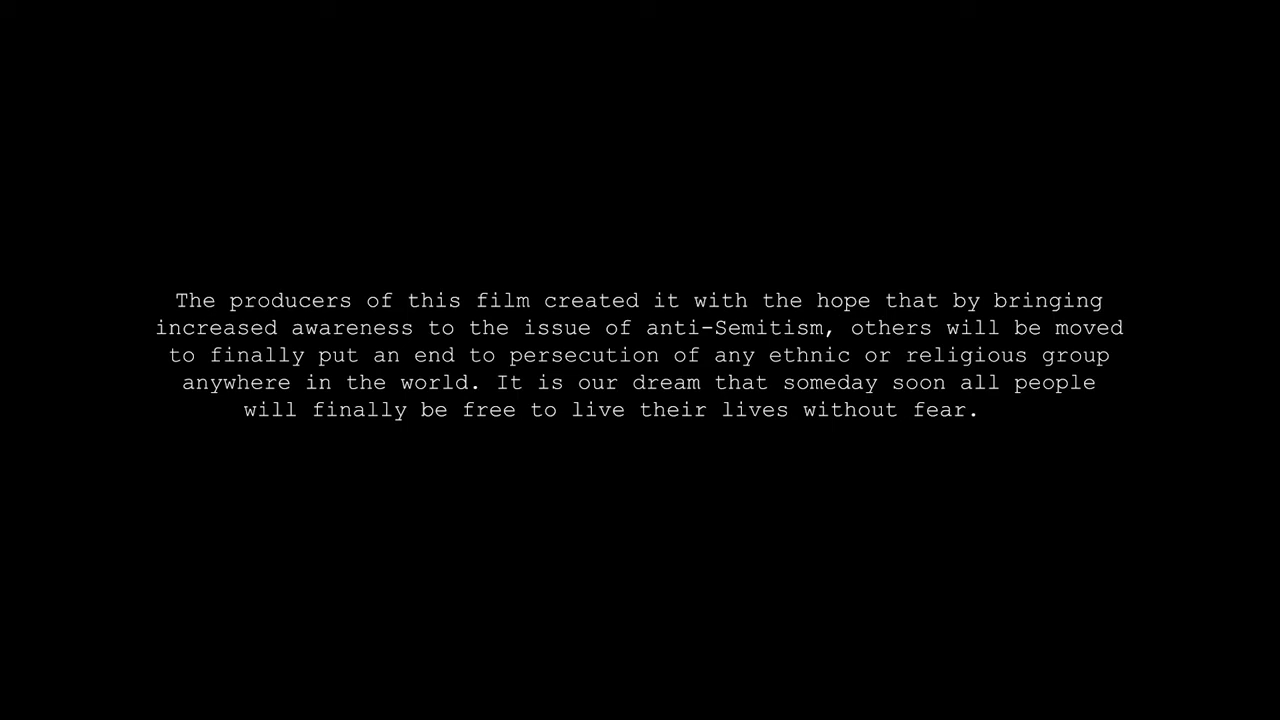 The producers of this film created it with the hope that by bringing
increased awareness to the issue of anti-Semitism, others will be moved
to finally put an end to persecution of any ethnic or religious group
anywhere in the world. It is our dream that someday soon all people
will finally be free to live their lives without fear.